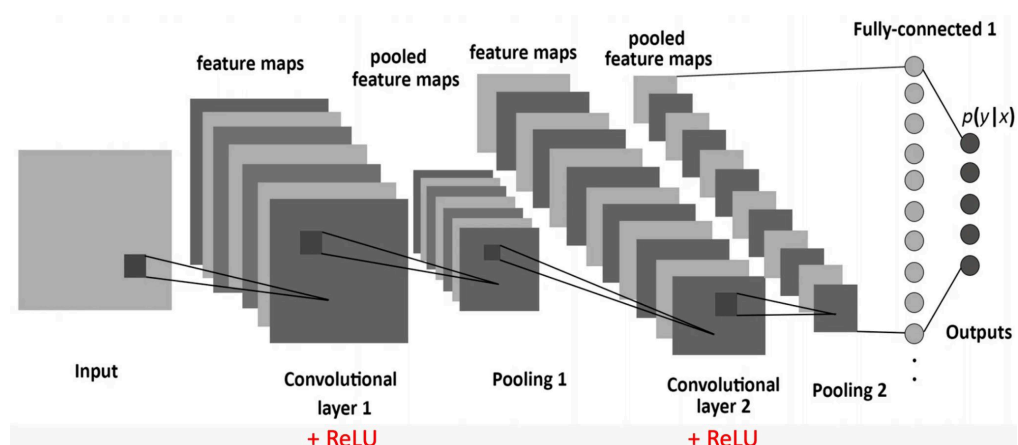 Fully-connected 1
feature maps
pooled
feature maps
feature maps
pooled
feature maps
p(y|x)
Input
Convolutional
layer 1
Pooling 1
Convolutional
layer 2
Pooling 2
Outputs
+ ReLU
+ ReLU